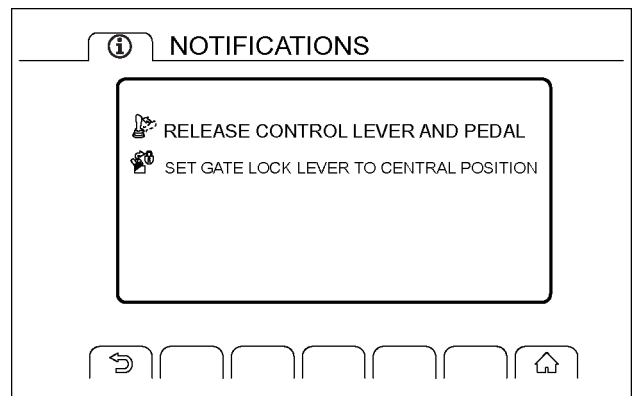 NOTIFICATIONS
RELEASE CONTROL LEVER AND PEDAL
SET GATE LOCK LEVER TO CENTRAL POSITION